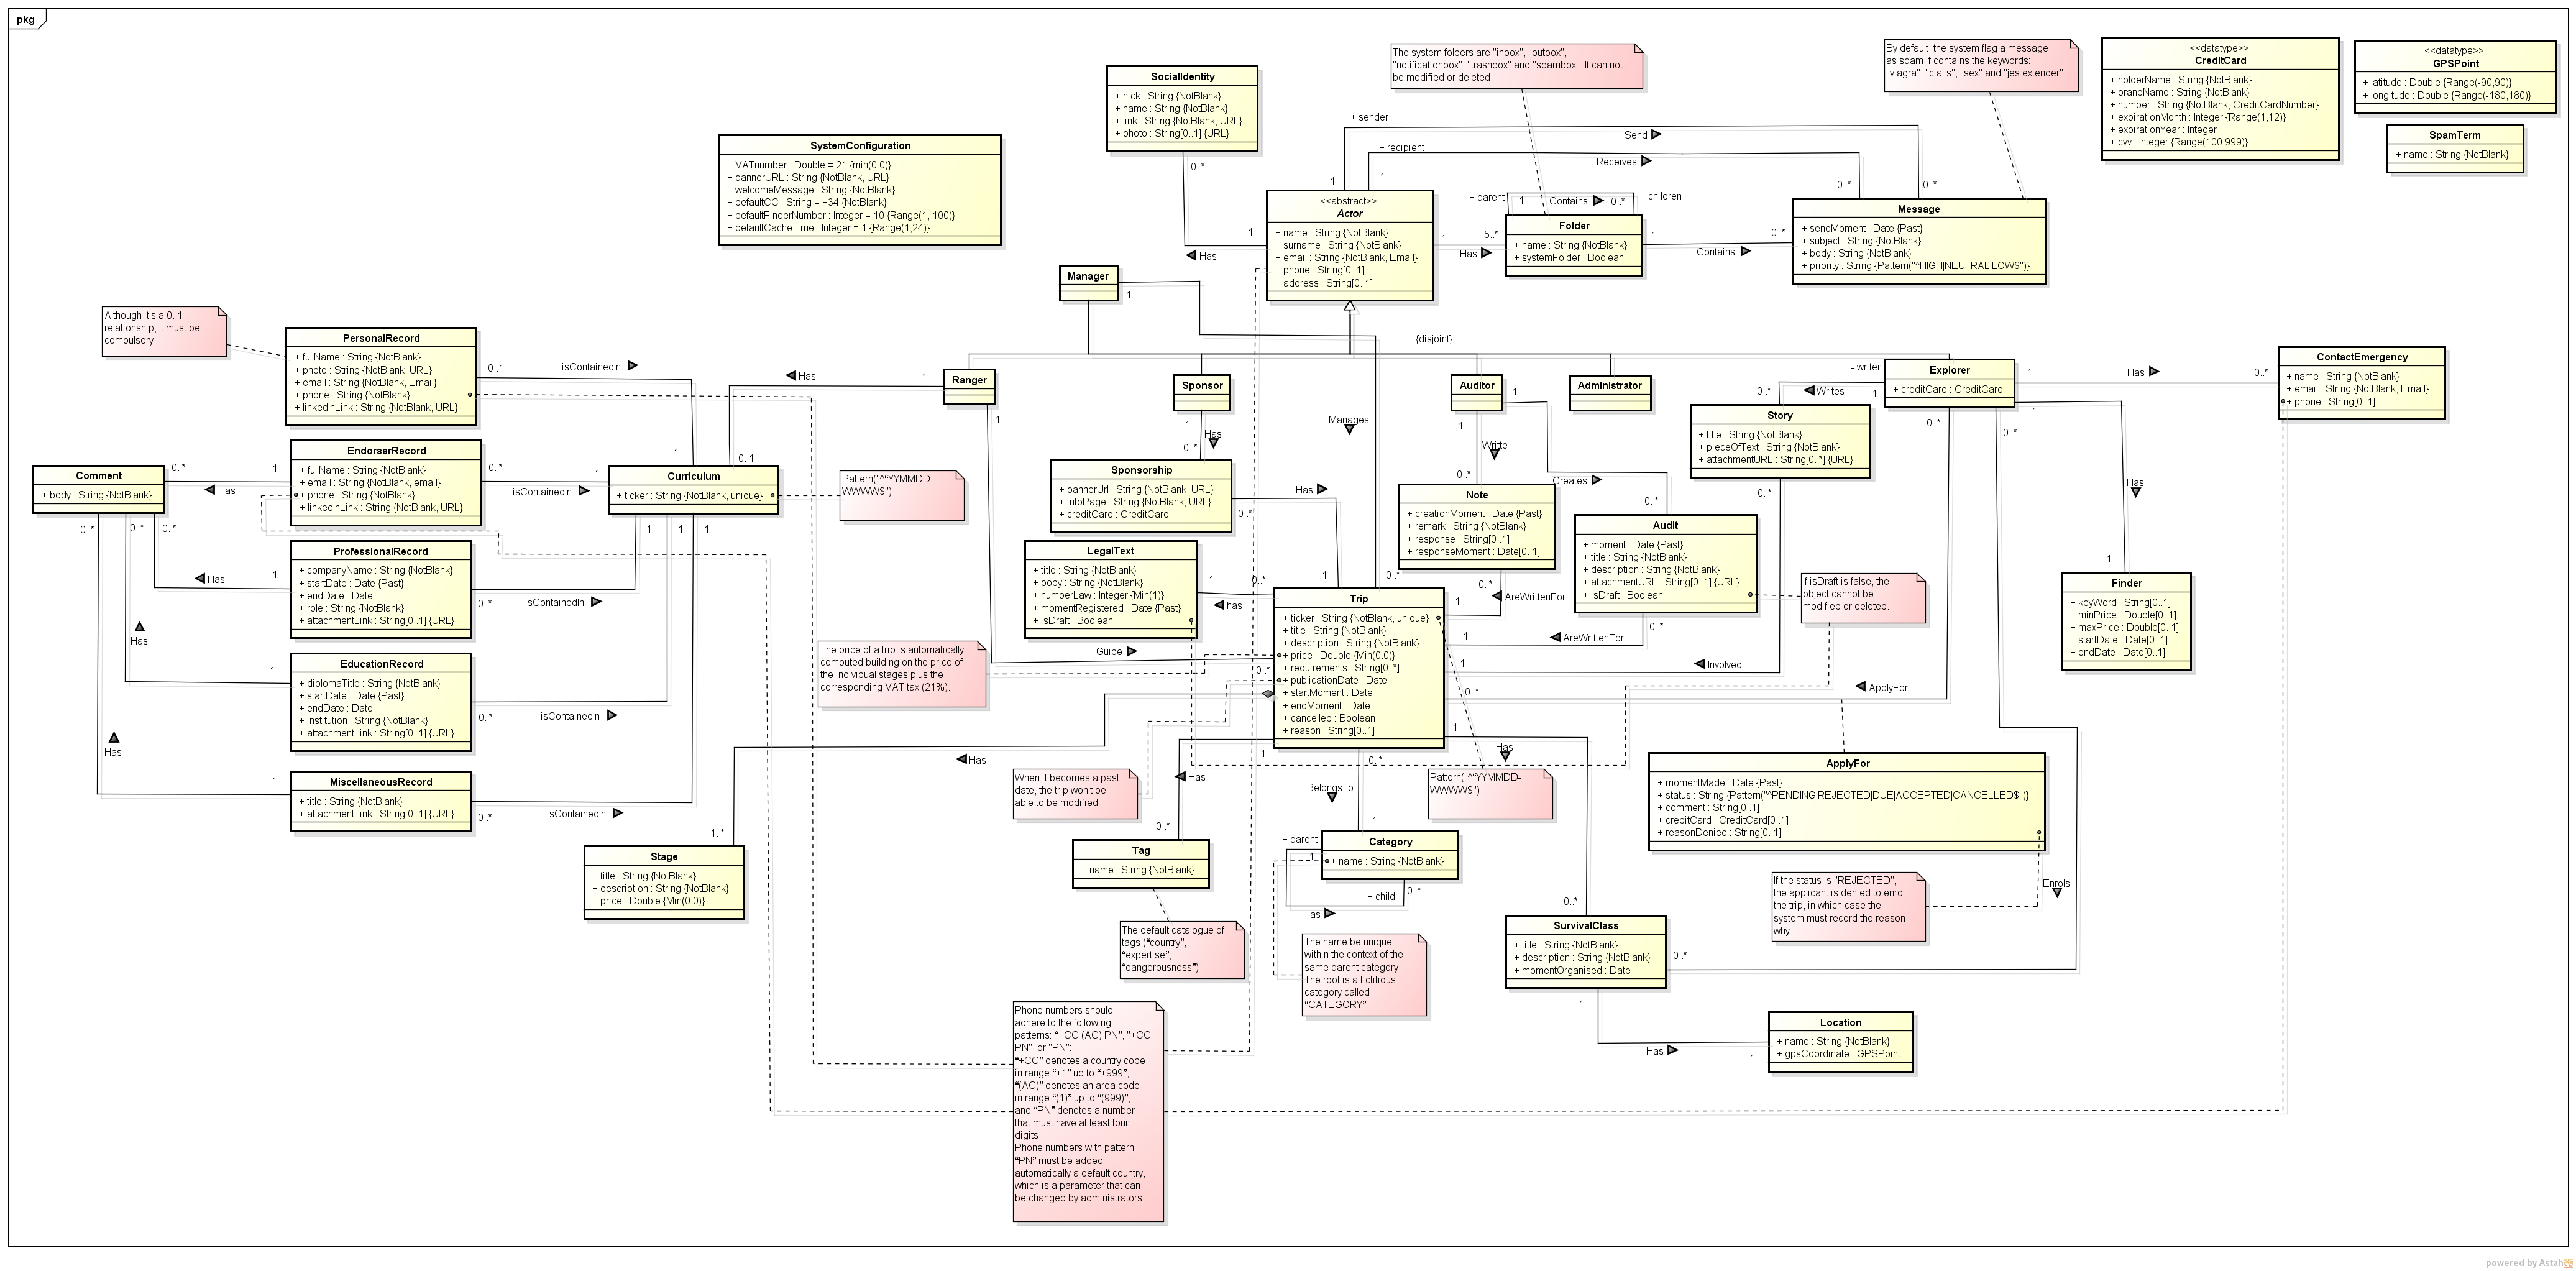 pkg
SocialIdentity
+ nick : String {NotBlank}
+ name : String {NotBlank}
+ link : String {NotBlank, URL}
+ photo : String[0..1] {URL}
The system folders are "inbox", "outbox",
"notificationbox", "trashbox" and "spambox". It can not
be modified or deleted.
By default, the system flag a message
as spam if contains the keywords:
"viagra", "cialis", "sex" and "jes extender"
<<datatype>>
CreditCard
+ holderName : String {NotBlank}
+ brandName : String {NotBlank}
+ number : String {NotBlank, CreditCardNumber}
+ expirationMonth : Integer {Range(1,12)}
+ expirationYear : Integer
+ cvv : Integer {Range(100,999)}
<<datatype>>
GPSPoint
+ latitude : Double {Range(-90,90)}
+ longitude : Double {Range(-180,180)}
SpamTerm
+ name : String {NotBlank}
SystemConfiguration
+ VATnumber : Double = 21 {min(0.0)}
+ bannerURL : String {NotBlank, URL}
+ welcomeMessage : String {NotBlank}
+ defaultCC : String = +34 {NotBlank}
+ defaultFinderNumber : Integer = 10 {Range(1, 100)}
+ defaultCacheTime : Integer = 1 {Range(1,24)}
+ sender
Send
+ recipient
Receives
1
1
0..*
0..*
0..*
1
Has
<<abstract>>
Actor
+ name : String {NotBlank}
+ surname : String {NotBlank}
+ email : String {NotBlank, Email}
+ phone : String[0..1]
+ address : String[0..1]
1
Has
5..*
+ parent
1
Contains
0..*
+ children
Folder
+ name : String {NotBlank}
+ systemFolder : Boolean
1
Contains
0..*
Message
+ sendMoment : Date {Past}
+ subject : String {NotBlank}
+ body : String {NotBlank}
+ priority : String {Pattern("^HIGH|NEUTRAL|LOW$")}
Manager
1
{disjoint}
Although it's a 0..1
relationship, It must be
compulsory.
PersonalRecord
+ fullName : String {NotBlank}
+ photo : String {NotBlank, URL}
+ email : String {NotBlank, Email}
+ phone : String {NotBlank}
+ linkedInLink : String {NotBlank, URL}
0..1
isContainedIn
1
Has
1
0..1
Ranger
1
Sponsor
1
Has
0..*
Manages
Auditor
1
1
Writte
0..*
Administrator
- writer
0..*
Writes
1
Explorer
+ creditCard : CreditCard
1
Has
0..*
ContactEmergency
+ name : String {NotBlank}
+ email : String {NotBlank, Email}
+ phone : String[0..1]
0..*
0..*
1
Has
1
Story
+ title : String {NotBlank}
+ pieceOfText : String {NotBlank}
+ attachmentURL : String[0..*] {URL}
0..*
EndorserRecord
+ fullName : String {NotBlank}
+ email : String {NotBlank, email}
+ phone : String {NotBlank}
+ linkedInLink : String {NotBlank, URL}
0..*
isContainedIn
1
Comment
+ body : String {NotBlank}
0..*
Has
1
0..*
0..*
0..*
Curriculum
+ ticker : String {NotBlank, unique}
1
1
1
Pattern("^“YYMMDD-
WWWW$")
Sponsorship
+ bannerUrl : String {NotBlank, URL}
+ infoPage : String {NotBlank, URL}
+ creditCard : CreditCard
Has
0..*
1
Note
+ creationMoment : Date {Past}
+ remark : String {NotBlank}
+ response : String[0..1]
+ responseMoment : Date[0..1]
0..*
AreWrittenFor
1
Creates
0..*
Audit
+ moment : Date {Past}
+ title : String {NotBlank}
+ description : String {NotBlank}
+ attachmentURL : String[0..1] {URL}
+ isDraft : Boolean
0..*
AreWrittenFor
1
If isDraft is false, the
object cannot be
modified or deleted.
Finder
+ keyWord : String[0..1]
+ minPrice : Double[0..1]
+ maxPrice : Double[0..1]
+ startDate : Date[0..1]
+ endDate : Date[0..1]
ProfessionalRecord
+ companyName : String {NotBlank}
+ startDate : Date {Past}
+ endDate : Date
+ role : String {NotBlank}
+ attachmentLink : String[0..1] {URL}
Has
1
0..*
isContainedIn
LegalText
+ title : String {NotBlank}
+ body : String {NotBlank}
+ numberLaw : Integer {Min(1)}
+ momentRegistered : Date {Past}
+ isDraft : Boolean
1
has
0..*
0..*
Trip
+ ticker : String {NotBlank, unique}
+ title : String {NotBlank}
+ description : String {NotBlank}
+ price : Double {Min(0.0)}
+ requirements : String[0..*]
+ publicationDate : Date
+ startMoment : Date
+ endMoment : Date
+ cancelled : Boolean
+ reason : String[0..1]
Guide
0..*
1
Involved
0..*
ApplyFor
The price of a trip is automatically
computed building on the price of
the individual stages plus the
corresponding VAT tax (21%).
Has
1
EducationRecord
+ diplomaTitle : String {NotBlank}
+ startDate : Date {Past}
+ endDate : Date
+ institution : String {NotBlank}
+ attachmentLink : String[0..1] {URL}
0..*
isContainedIn
Has
1
MiscellaneousRecord
+ title : String {NotBlank}
+ attachmentLink : String[0..1] {URL}
0..*
isContainedIn
Has
1..*
When it becomes a past
date, the trip won't be
able to be modified
Has
1
0..*
0..*
BelongsTo
1
1
Has
Pattern("^“YYMMDD-
WWWW$")
ApplyFor
+ momentMade : Date {Past}
+ status : String {Pattern("^PENDING|REJECTED|DUE|ACCEPTED|CANCELLED$")}
+ comment : String[0..1]
+ creditCard : CreditCard[0..1]
+ reasonDenied : String[0..1]
Stage
+ title : String {NotBlank}
+ description : String {NotBlank}
+ price : Double {Min(0.0)}
Tag
+ name : String {NotBlank}
+ parent
1
Category
+ name : String {NotBlank}
+ child
0..*
Has
0..*
If the status is "REJECTED",
the applicant is denied to enrol
the trip, in which case the
system must record the reason
why
Enrols
The default catalogue of
tags (“country”,
“expertise”,
“dangerousness”)
The name be unique
within the context of the
same parent category.
The root is a fictitious
category called
“CATEGORY”
SurvivalClass
+ title : String {NotBlank}
+ description : String {NotBlank}
+ momentOrganised : Date
0..*
1
Has
1
Location
+ name : String {NotBlank}
+ gpsCoordinate : GPSPoint
Phone numbers should
adhere to the following
patterns: “+CC (AC) PN”, "+CC
PN", or "PN":
“+CC” denotes a country code
in range “+1” up to “+999”,
“(AC)” denotes an area code
in range “(1)” up to “(999)”,
and “PN” denotes a number
that must have at least four
digits.
Phone numbers with pattern
“PN” must be added
automatically a default country,
which is a parameter that can
be changed by administrators.
powered by Astah